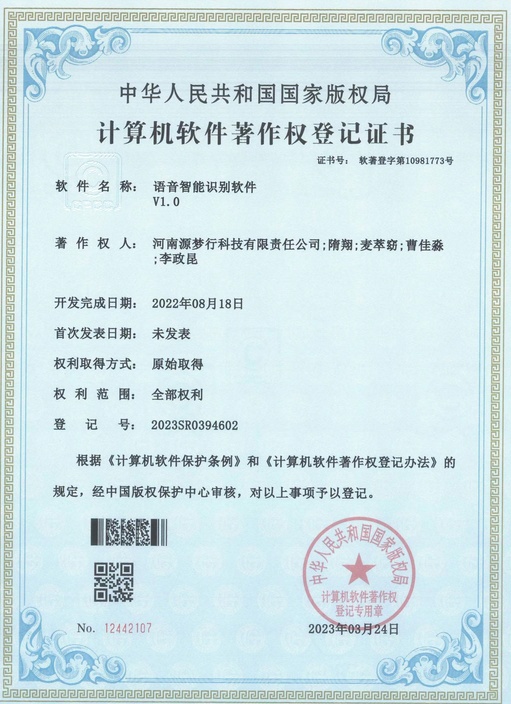 中华人民共和国国家版权局
计算机软件著作权登记证书
证书号： 软著登字第10981773号
软件名称： 语音智能识别软件
V1.0
著作权人： 河南源梦行科技有限责任公司;隋翔;麦萃窈;曹佳淼
;李政昆
开发完成日期： 2022年08月18日
首次发表日期： 未发表
权利取得方式： 原始取得
权利范围： 全部权利
登记号： 2023SR0394602
根据《计算机软件保护条例》和《计算机软件著作权登记办法》的
规定，经中国版权保护中心审核，对以上事项予以登记。
中华人民共和国国家版权局
计算机软件著作权
登记专用章
No. 12442107
2023年03月24日